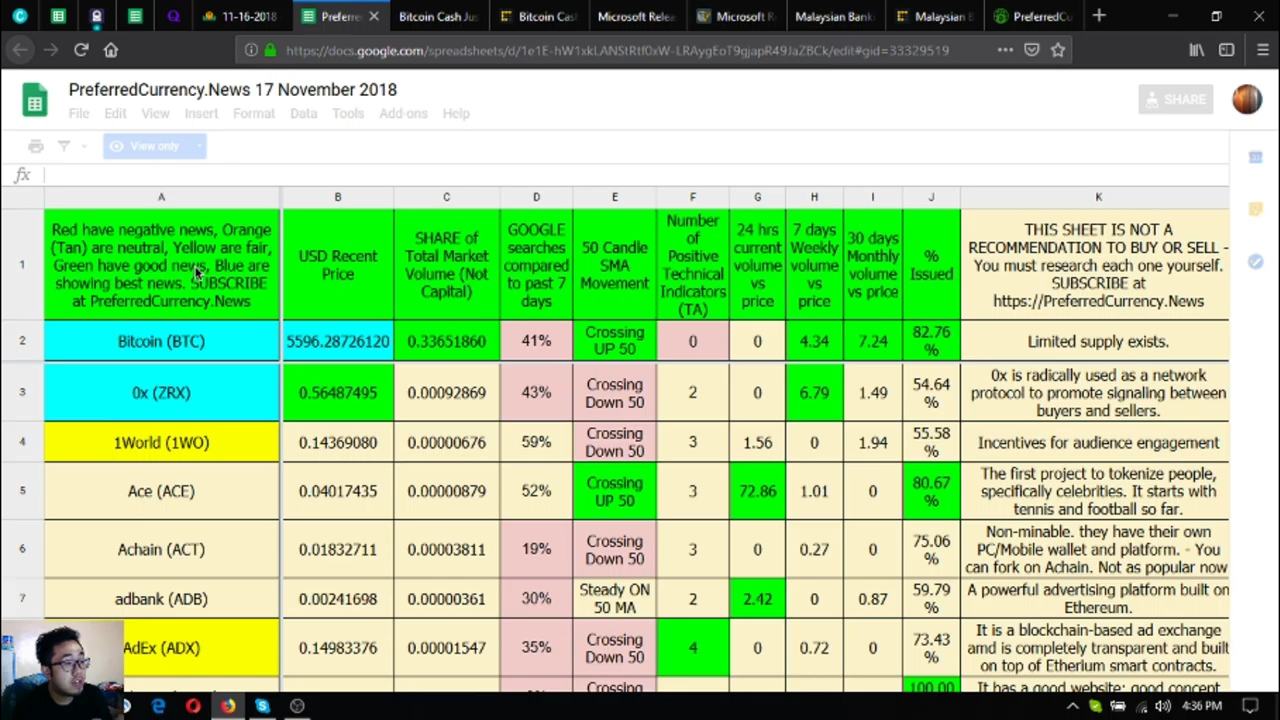 11-16-2018
Preferre
Bitcoin Cash Jus
Bitcoin Cas
Microsoft Relea
Microsoft R
Malaysian Bank
Malaysian B
PreferredCu
https://docs.google.com/spreadsheets/d/1e1E-hW1xkLANStRtf0xW-LRAygEoT9gjapR49JaZBCk/edit#gid=33329519
PreferredCurrency.News 17 November 2018
File Edit View Insert Format Data Tools Add-ons Help
SHARE
View only
fx
A B C D E F G H I J K
1
Red have negative news, Orange
(Tan) are neutral, Yellow are fair,
Green have good news, Blue are
showing best news. SUBSCRIBE
at PreferredCurrency.News
USD Recent
Price
SHARE of
Total Market
Volume (Not
Capital)
GOOGLE
searches
compared
to past 7
days
50 Candle
SMA
Movement
Number
of
Positive
Technical
Indicators
(TA)
24 hrs
current
volume
vs
price
7 days
Weekly
volume
vs
price
30 days
Monthly
volume
vs price
%
Issued
THIS SHEET IS NOT A
RECOMMENDATION TO BUY OR SELL -
You must research each one yourself.
SUBSCRIBE at
https://PreferredCurrency.News
2
Bitcoin (BTC)
5596.28726120
0.33651860
41%
Crossing
UP 50
0
0
4.34
7.24
82.76
%
Limited supply exists.
3
0x (ZRX)
0.56487495
0.00092869
43%
Crossing
Down 50
2
0
6.79
1.49
54.64
%
0x is radically used as a network
protocol to promote signaling between
buyers and sellers.
4
1World (1WO)
0.14369080
0.00000676
59%
Crossing
Down 50
3
1.56
0
1.94
55.58
%
Incentives for audience engagement
5
Ace (ACE)
0.04017435
0.00000879
52%
Crossing
UP 50
3
72.86
1.01
0
80.67
%
The first project to tokenize people,
specifically celebrities. It starts with
tennis and football so far.
6
Achain (ACT)
0.01832711
0.00003811
19%
Crossing
Down 50
3
0
0.27
0
75.06
%
Non-minable. they have their own
PC/Mobile wallet and platform. - You
can fork on Achain. Not as popular now
7
adbank (ADB)
0.00241698
0.00000361
30%
Steady ON
50 MA
2
2.42
0
0.87
59.79
%
A powerful advertising platform built on
Ethereum.
AdEx (ADX)
0.14983376
0.00001547
35%
Crossing
Down 50
4
0
0.72
0
73.43
%
It is a blockchain-based ad exchange
amd is completely transparent and built
on top of Etherium smart contracts.
Crossing
100.00
It has a good website; good concept
4:36 PM